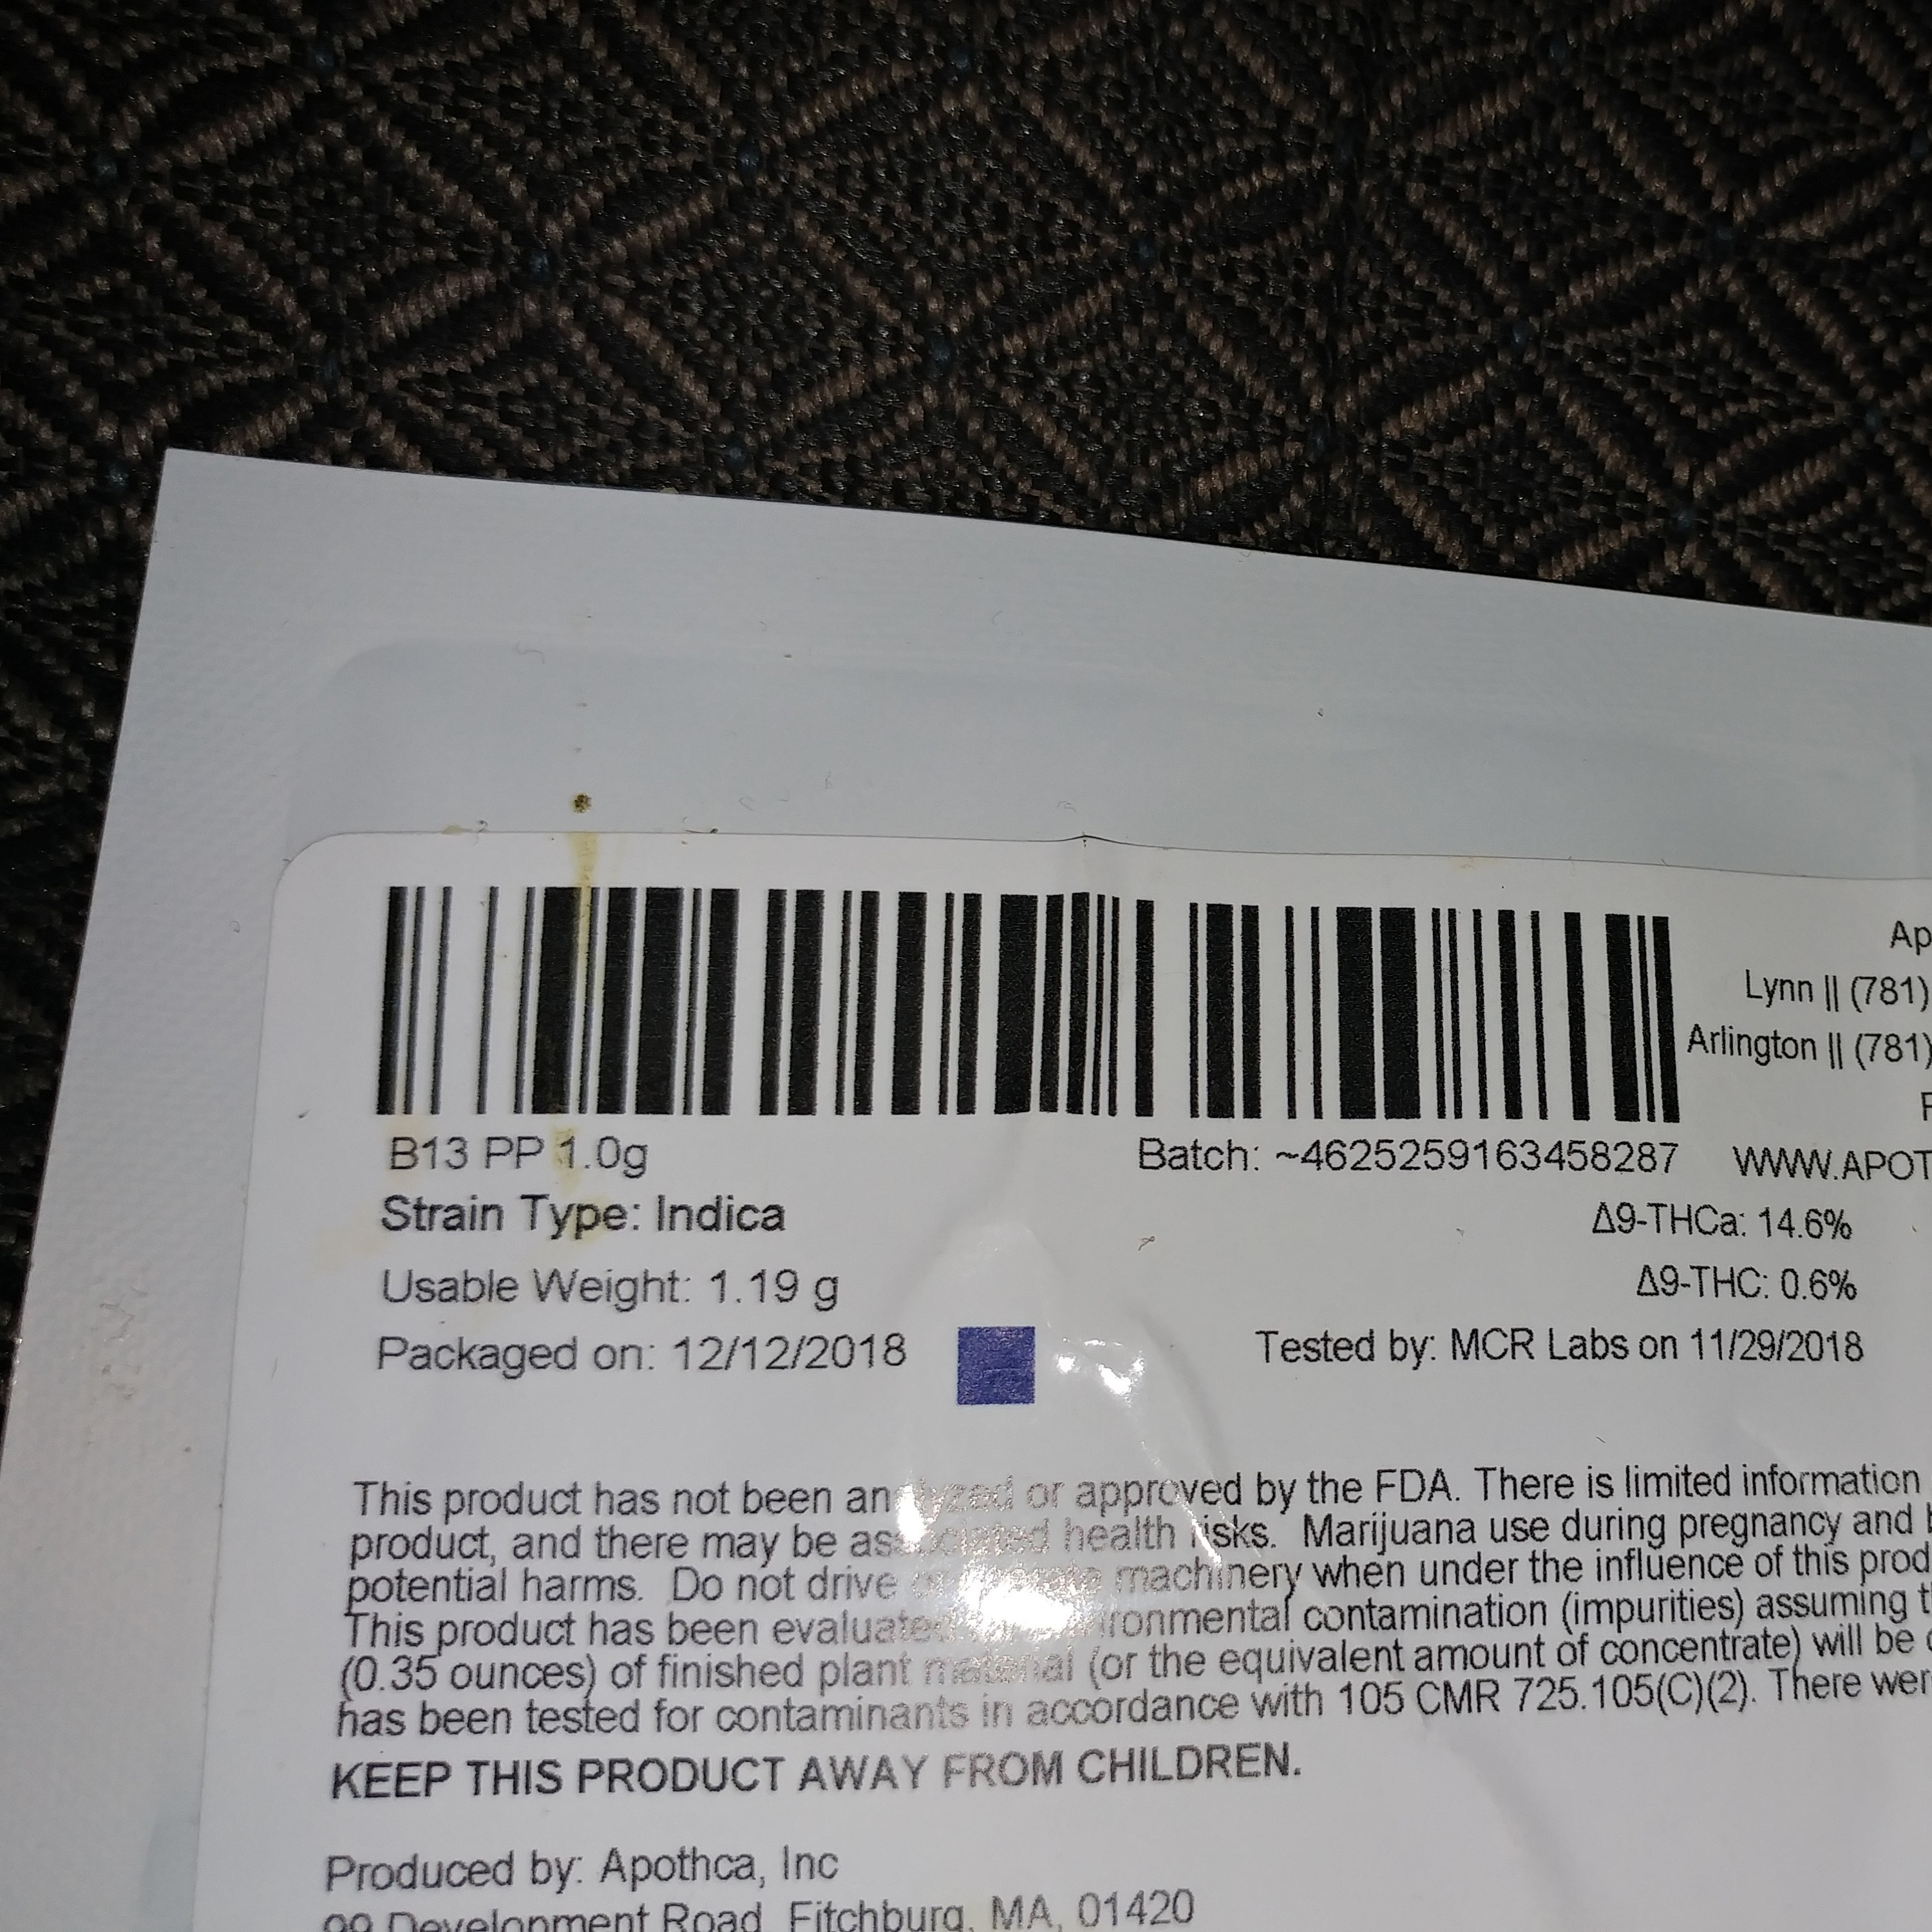 Ap
Lynn || (781)
Arlington || (781)
B13 PP 1.0g
Batch: ~4625259163458287
WWW.APOT
Strain Type: Indica
Δ9-THCa: 14.6%
Usable Weight: 1.19 g
Δ9-THC: 0.6%
Packaged on: 12/12/2018
Tested by: MCR Labs on 11/29/2018
This product has not been analyzed or approved by the FDA. There is limited information
product, and there may be associated health risks. Marijuana use during pregnancy and
potential harms. Do not drive or operate machinery when under the influence of this prod
This product has been evaluated environmental contamination (impurities) assuming
(0.35 ounces) of finished plant material (or the equivalent amount of concentrate) will be
has been tested for contaminants in accordance with 105 CMR 725.105(C)(2). There wer
KEEP THIS PRODUCT AWAY FROM CHILDREN.
Produced by: Apothca, Inc
99 Development Road, Fitchburg, MA, 01420